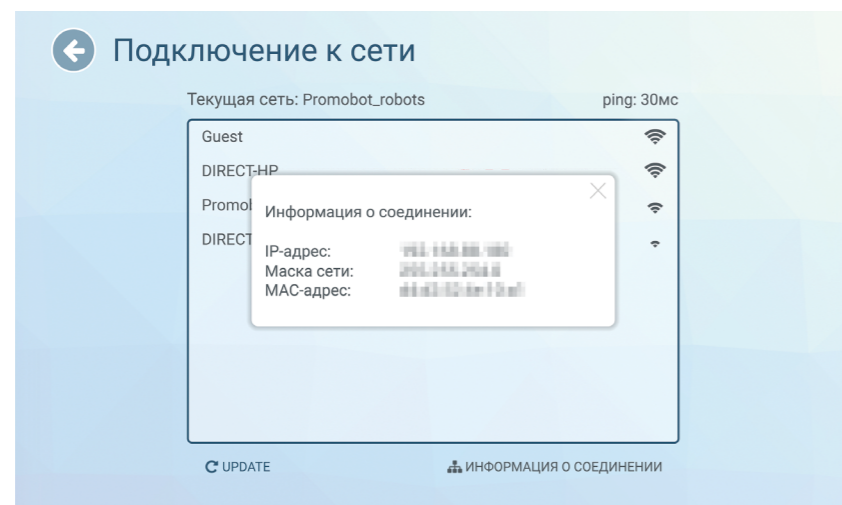 Подключение к сети
Текущая сеть: Promobot_robots ping: 30мс
Guest
DIRECT-HP
Информация о соединении:
DIRECT
IP-адрес:
Маска сети:
MAC-адрес:
UPDATE ИНФОРМАЦИЯ О СОЕДИНЕНИИ